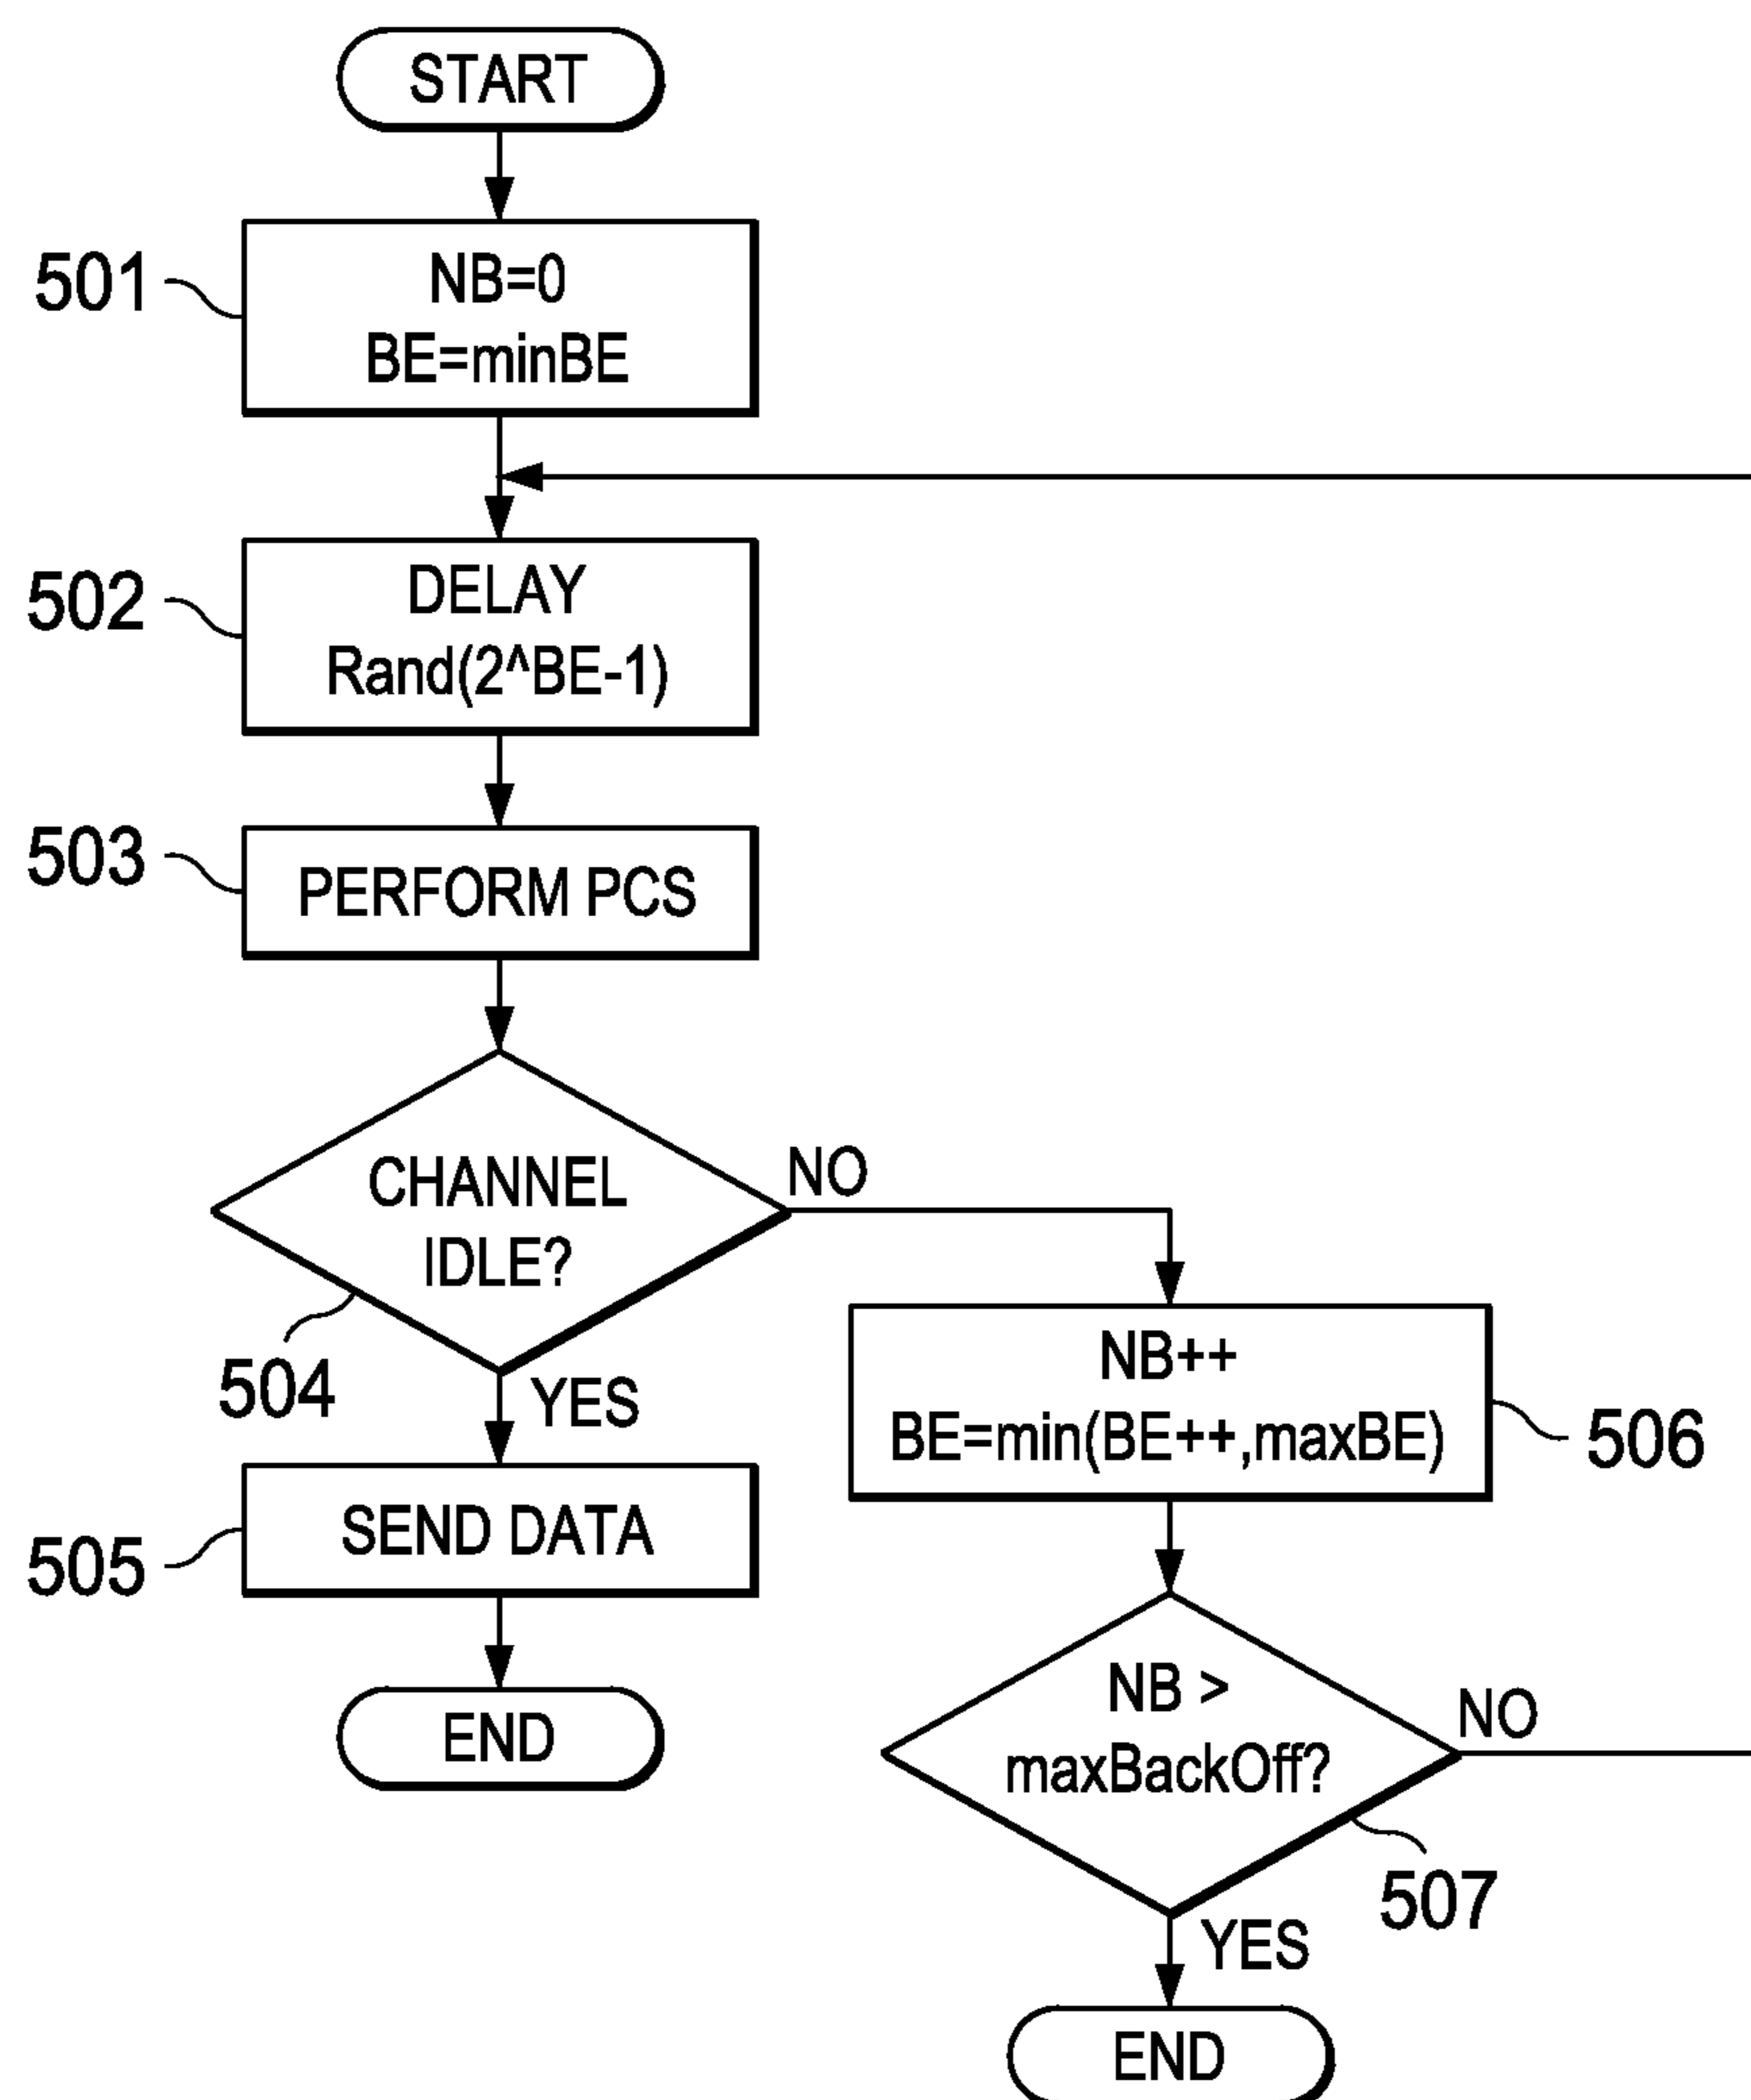 START
501
NB=0
BE=minBE
502
DELAY
Rand(2^BE-1)
503
PERFORM PCS
CHANNEL
IDLE?
NO
504
YES
505
SEND DATA
END
NB++
BE=min(BE++,maxBE)
506
NB >
maxBackOff?
NO
507
YES
END